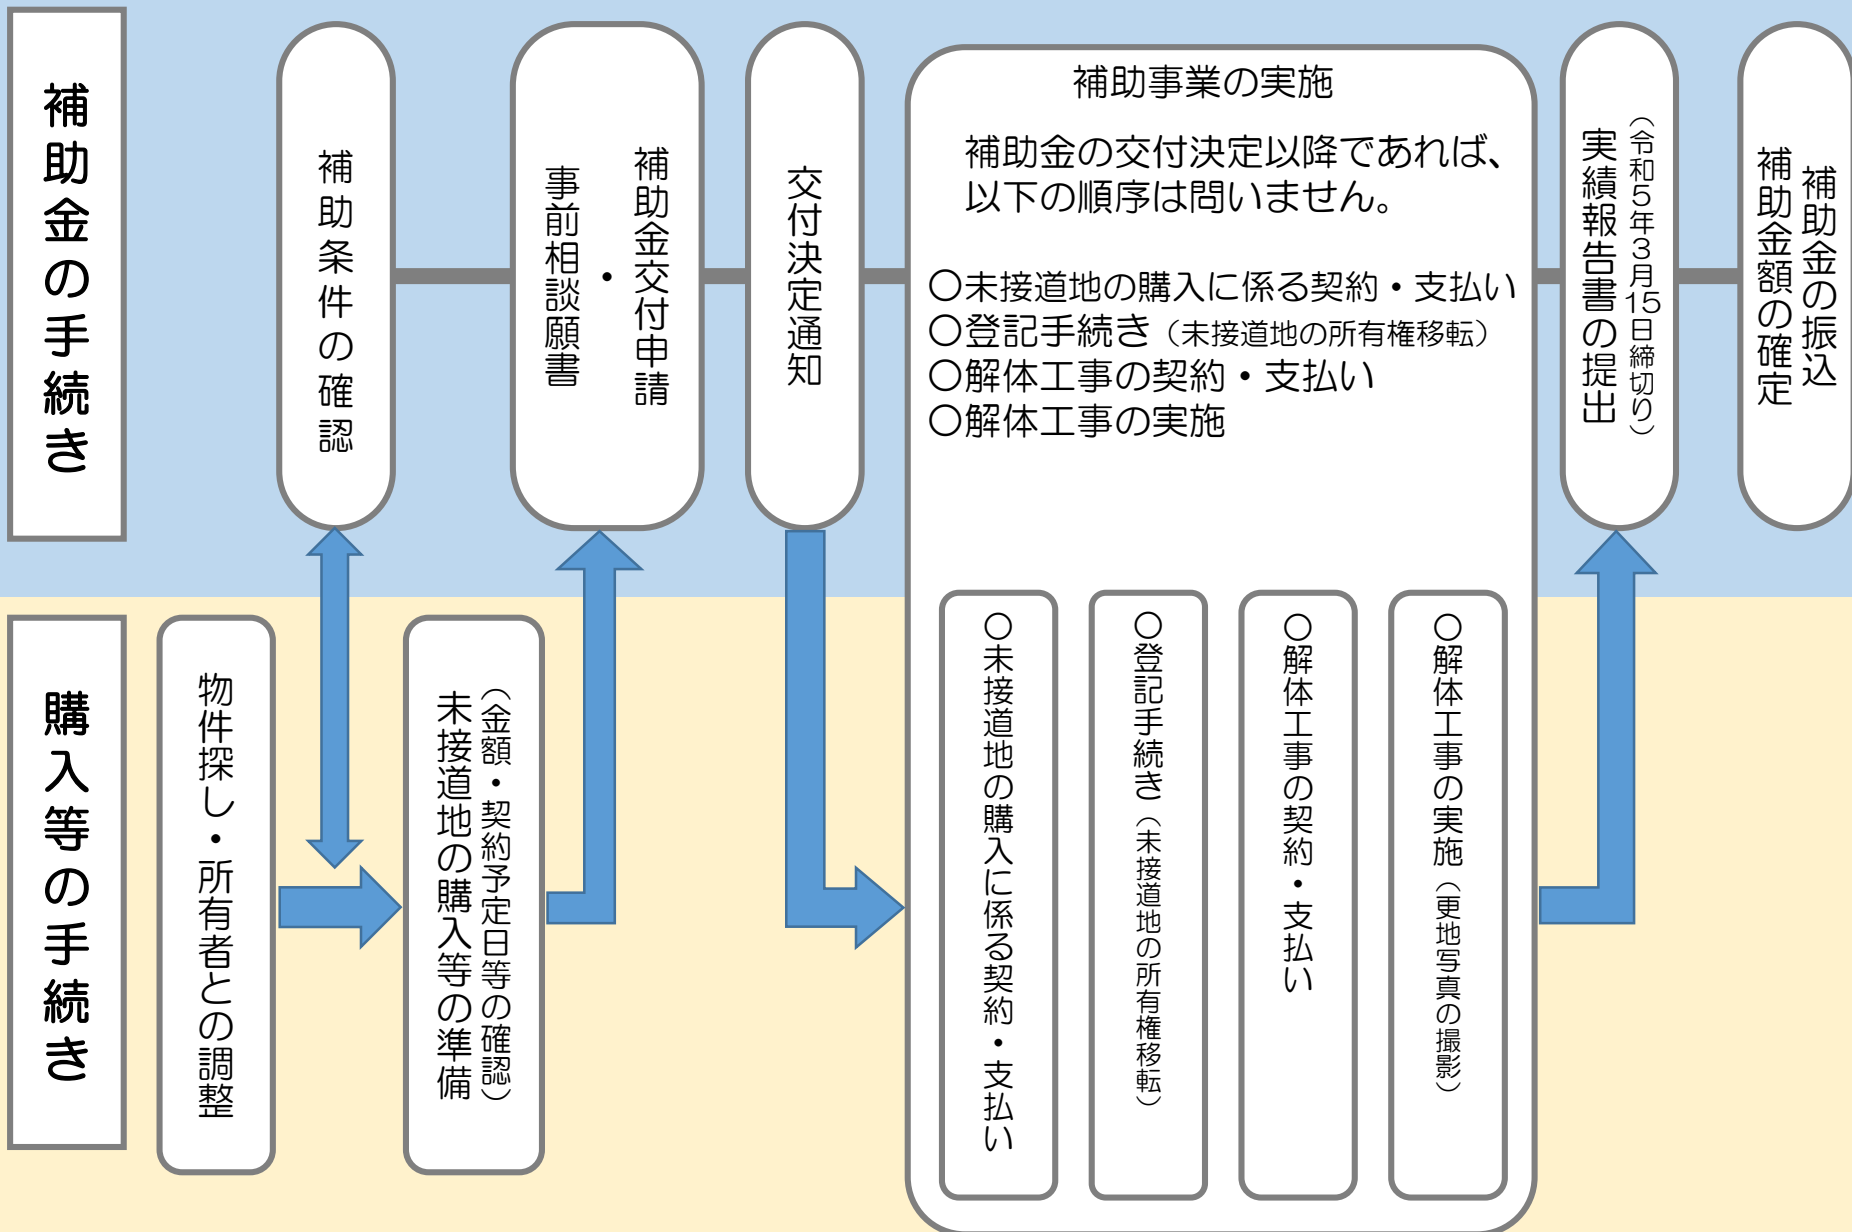 補助金の手続き
補助条件の確認
補助金交付申請
・
事前相談願書
交付決定通知
補助事業の実施
補助金の交付決定以降であれば、
以下の順序は問いません。
〇未接道地の購入に係る契約・支払い
〇登記手続き（未接道地の所有権移転）
〇解体工事の契約・支払い
〇解体工事の実施
（令和５年３月15日締切り）
実績報告書の提出
補助金の振込
補助金額の確定
購入等の手続き
物件探し・所有者との調整
（金額・契約予定日等の確認）
未接道地の購入等の準備
〇未接道地の購入に係る契約・支払い
〇登記手続き（未接道地の所有権移転）
〇解体工事の契約・支払い
〇解体工事の実施（更地写真の撮影）